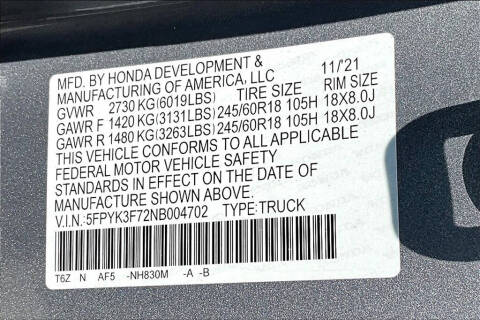 MFD. BY HONDA DEVELOPMENT & 11/'21
MANUFACTURING OF AMERICA, LLC
GVWR 2730 KG(6019LBS) TIRE SIZE RIM SIZE
GAWR F 1420 KG(3131LBS) 245/60R18 105H 18X8.0J
GAWR R 1480 KG(3263LBS) 245/60R18 105H 18X8.0J
THIS VEHICLE CONFORMS TO ALL APPLICABLE
FEDERAL MOTOR VEHICLE SAFETY
STANDARDS IN EFFECT ON THE DATE OF
MANUFACTURE SHOWN ABOVE.
V.I.N.:5FPYK3F72NB004702 TYPE:TRUCK
T6Z N AF5 -NH830M -A -B